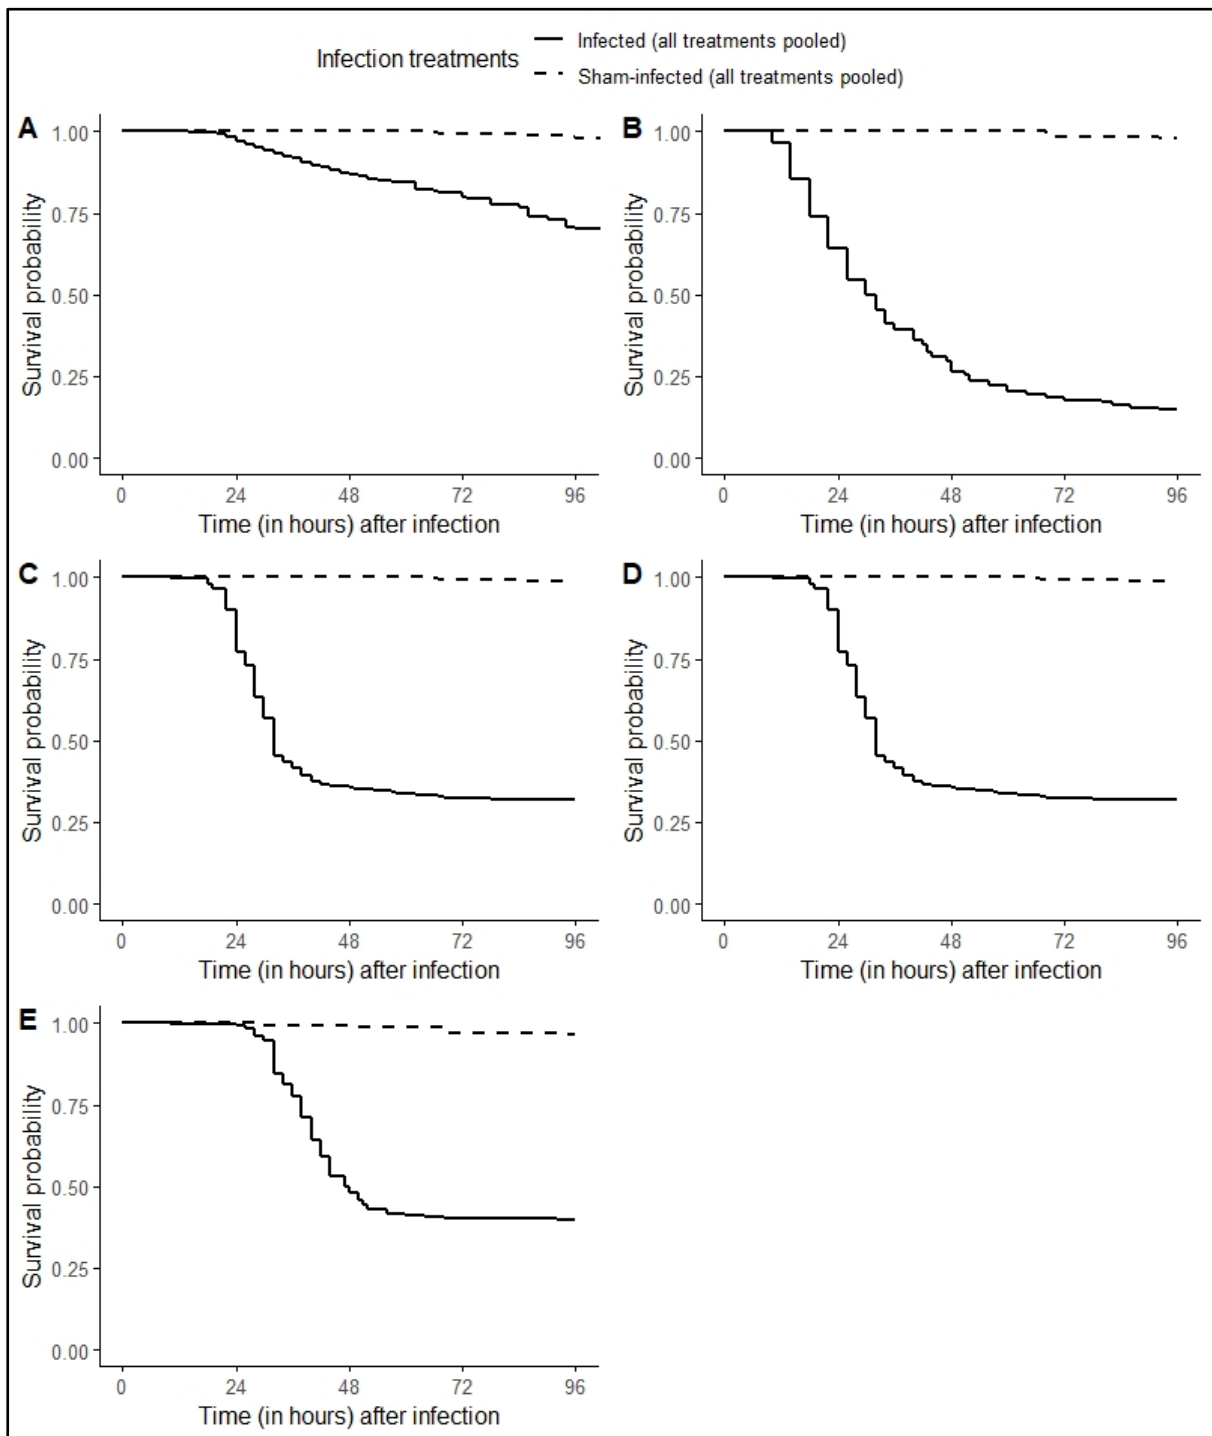 Infection treatments
Infected (all treatments pooled)
Sham-infected (all treatments pooled)
A
Survival probability
1.00
0.75
0.50
0.25
0.00
0 24 48 72 96
Time (in hours) after infection
B
Survival probability
1.00
0.75
0.50
0.25
0.00
0 24 48 72 96
Time (in hours) after infection
C
Survival probability
1.00
0.75
0.50
0.25
0.00
0 24 48 72 96
Time (in hours) after infection
D
Survival probability
1.00
0.75
0.50
0.25
0.00
0 24 48 72 96
Time (in hours) after infection
E
Survival probability
1.00
0.75
0.50
0.25
0.00
0 24 48 72 96
Time (in hours) after infection